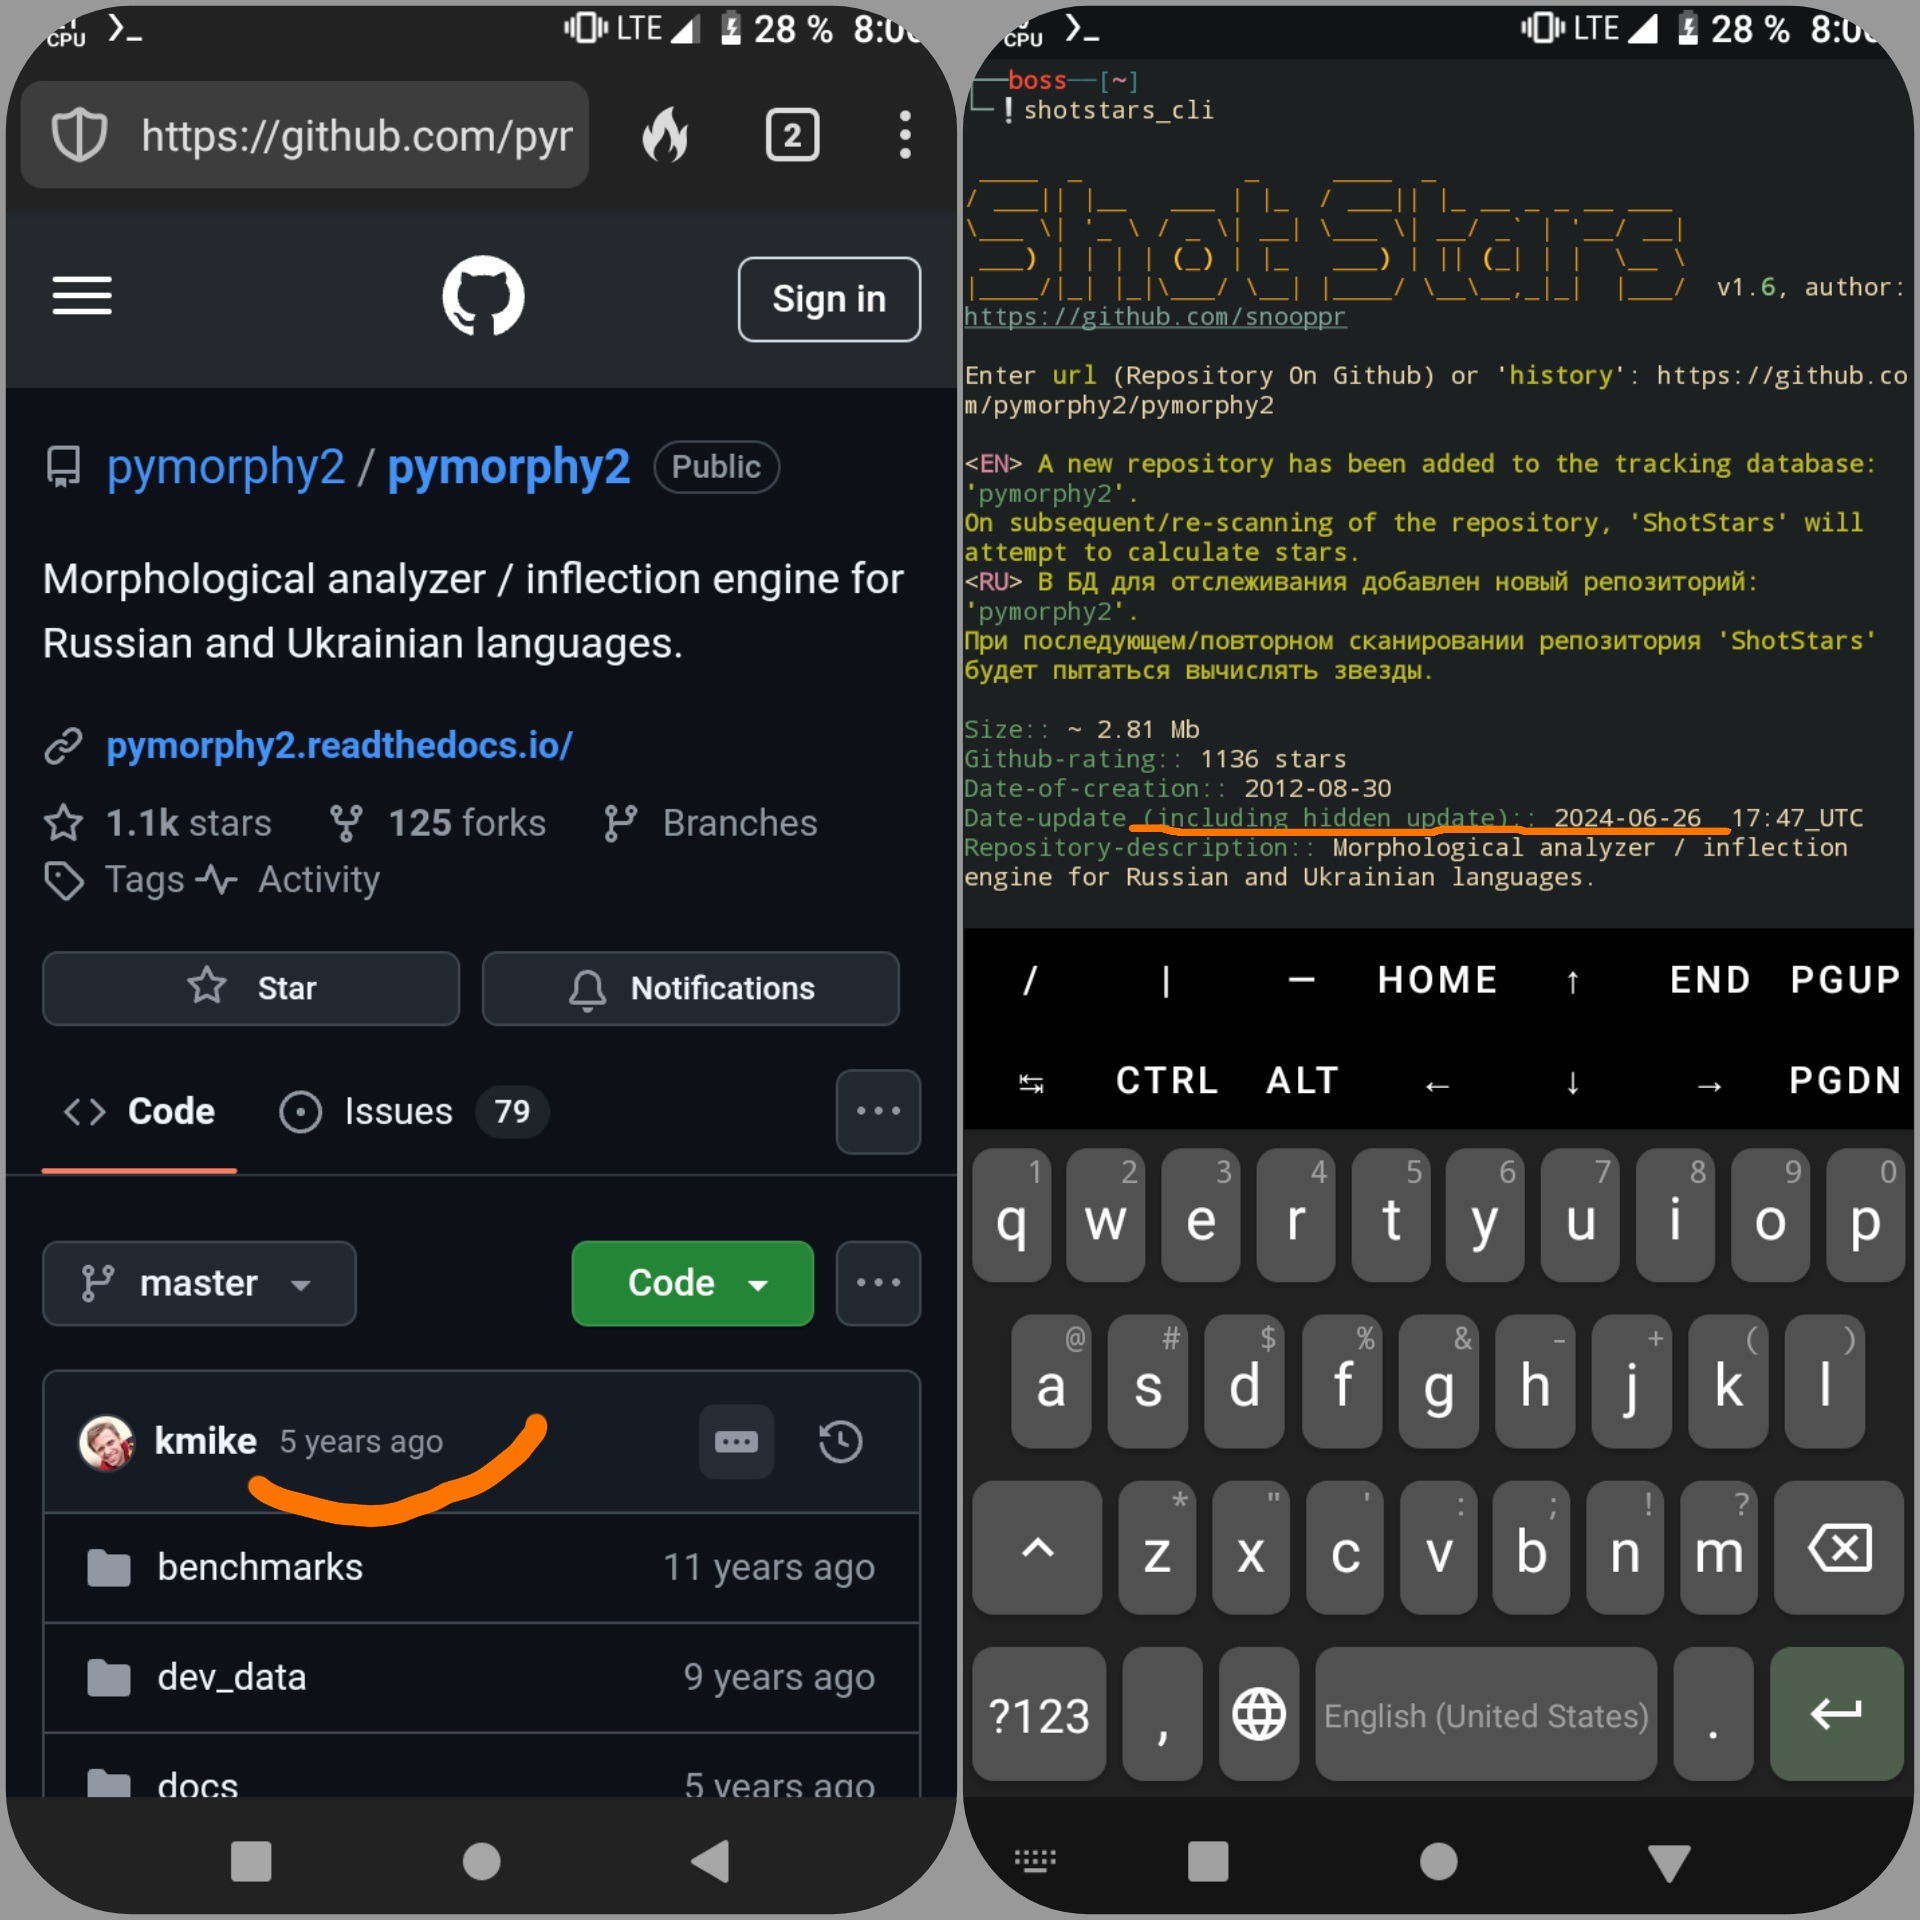 CPU LTE 28 %
https://github.com/pyr 2
Sign in
pymorphy2 / pymorphy2 Public
Morphological analyzer / inflection engine for
Russian and Ukrainian languages.
pymorphy2.readthedocs.io/
1.1k stars 125 forks Branches
Tags Activity
Star Notifications
Code Issues 79
master Code
kmike 5 years ago
benchmarks 11 years ago
dev_data 9 years ago
docs 5 years ago
CPU LTE 28 %
boss [~]
! shotstars_cli
Shot Stars
v1.6, author:
https://github.com/snooppr
Enter url (Repository On Github) or 'history': https://github.co
m/pymorphy2/pymorphy2
<EN> A new repository has been added to the tracking database:
'pymorphy2'.
On subsequent/re-scanning of the repository, 'ShotStars' will
attempt to calculate stars.
<RU> В БД для отслеживания добавлен новый репозиторий:
'pymorphy2'.
При последующем/повторном сканировании репозитория 'ShotStars'
будет пытаться вычислять звезды.
Size:: ~ 2.81 Mb
Github-rating:: 1136 stars
Date-of-creation:: 2012-08-30
Date-update (including hidden update):: 2024-06-26 17:47_UTC
Repository-description:: Morphological analyzer / inflection
engine for Russian and Ukrainian languages.
/ | — HOME ↑ END PGUP
↹ CTRL ALT ← ↓ → PGDN
1 2 3 4 5 6 7 8 9 0
q w e r t y u i o p
@ # $ % & - + ( )
a s d f g h j k l
* " ' : ; ! ?
z x c v b n m
?123 , English (United States) .